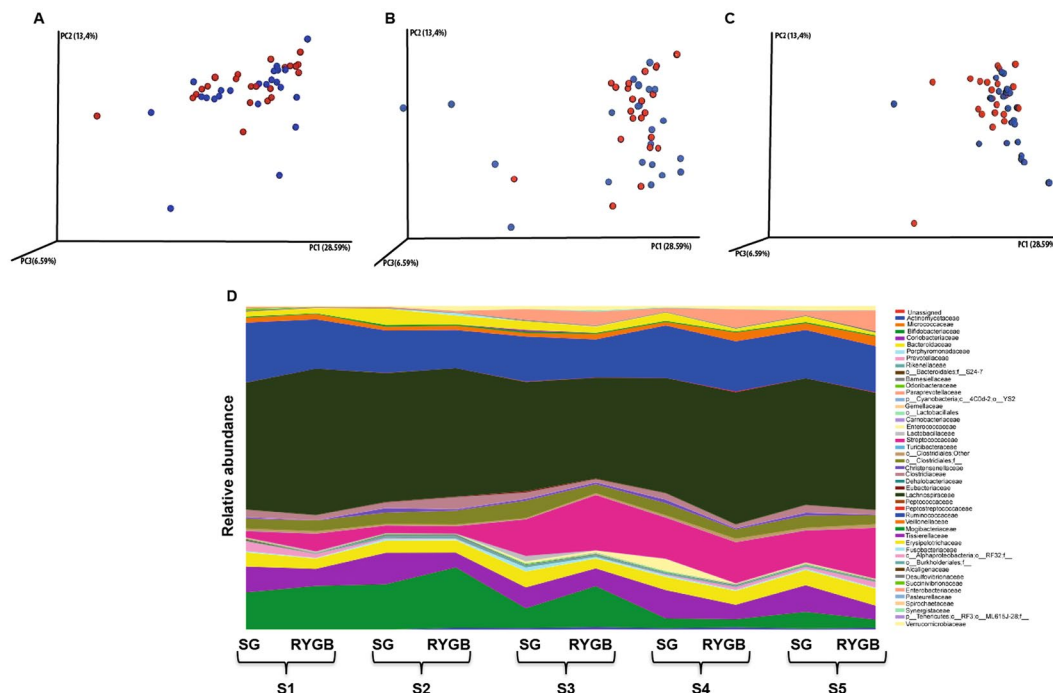 A
B
C
PC2 (13,4%)
PC2 (13,4%)
PC2 (13,4%)
PC1 (28.59%)
PC1 (28.59%)
PC1 (28.59%
PC3(6.59%)
PC3(6.59%)
PC3(6.59%)
D
Relative abundance
Unassigned
Actinomycetaceae
Micrococcaceae
Bifidobacteriaceae
Coriobacteriaceae
Bacteroidaceae
Porphyromonadaceae
Prevotellaceae
Rikenellaceae
o__Bacteroidales;f__S24-7
Barnesiellaceae
Odoribacteraceae
Paraprevotellaceae
p__Cyanobacteria;c__4C0d-2;o__YS2
Gemellaceae
o__Lactobacillales
Carnobacteriaceae
Enterococcaceae
Lactobacillaceae
Streptococcaceae
Turicibacteraceae
o__Clostridiales;Other
o__Clostridiales;f__
Christensenellaceae
Clostridiaceae
Dehalobacteriaceae
Eubacteriaceae
Lachnospiraceae
Peptococcaceae
Peptostreptococcaceae
Ruminococcaceae
Veillonellaceae
Mogibacteriaceae
Tissierellaceae
Erysipelotrichaceae
Fusobacteriaceae
c__Alphaproteobacteria;o__RF32;f__
o__Burkholderiales;f__
Alcaligenaceae
Desulfovibrionaceae
Succinivibrionaceae
Enterobacteriaceae
Pasteurellaceae
Spirochaetaceae
Synergistaceae
p__Tenericutes;c__RF3;o__ML615J-28;f__
Verrucomicrobiaceae
SG RYGB SG RYGB SG RYGB SG RYGB SG RYGB
S1 S2 S3 S4 S5